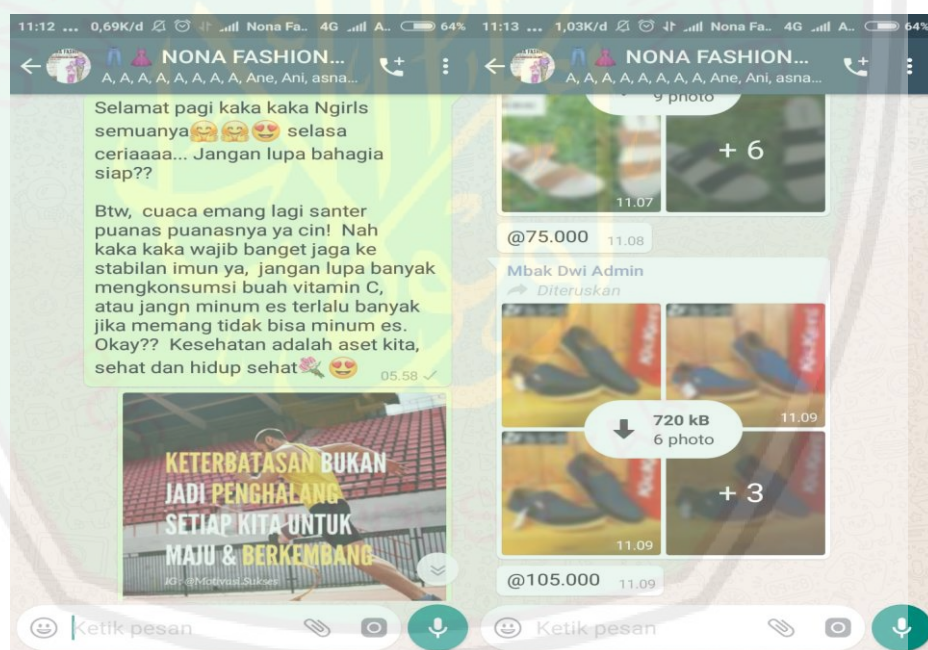 11:12 ... 0,69K/d Nona Fa.. 4G A.. 64%
NONA FASHION...
A, A, A, A, A, A, A, A, Ane, Ani, asna...
Selamat pagi kaka kaka Ngirls
semuanya🤗🤗😍 selasa
ceriaaaa... Jangan lupa bahagia
siap??
Btw, cuaca emang lagi santer
puanas puanasnya ya cin! Nah
kaka kaka wajib banget jaga ke
stabilan imun ya, jangan lupa banyak
mengkonsumsi buah vitamin C,
atau jangn minum es terlalu banyak
jika memang tidak bisa minum es.
Okay?? Kesehatan adalah aset kita,
sehat dan hidup sehat🌹😍
05.58
KETERBATASAN BUKAN
JADI PENGHALANG
SETIAP KITA UNTUK
MAJU & BERKEMBANG
IG : @Motivasi.Sukses
Ketik pesan
11:13 ... 1,03K/d Nona Fa.. 4G A.. 64%
NONA FASHION...
A, A, A, A, A, A, A, A, Ane, Ani, asna...
9 photo
+ 6
11.07
@75.000 11.08
Mbak Dwi Admin
Diteruskan
11.09
720 kB
6 photo
+ 3
11.09
@105.000 11.09
Ketik pesan